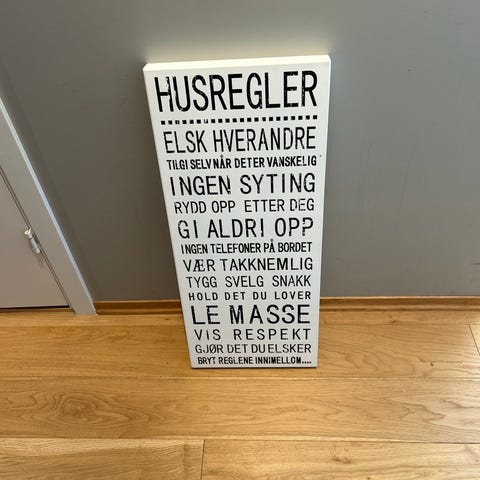 HUSREGLER
ELSK HVERANDRE
TILGI SELV NÅR DET ER VANSKELIG
INGEN SYTING
RYDD OPP ETTER DEG
GI ALDRI OPP
INGEN TELEFONER PÅ BORDET
VÆR TAKKNEMLIG
TYGG SVELG SNAKK
HOLD DET DU LOVER
LE MASSE
VIS RESPEKT
GJØR DET DU ELSKER
BRYT REGLENE INNIMELLOM....